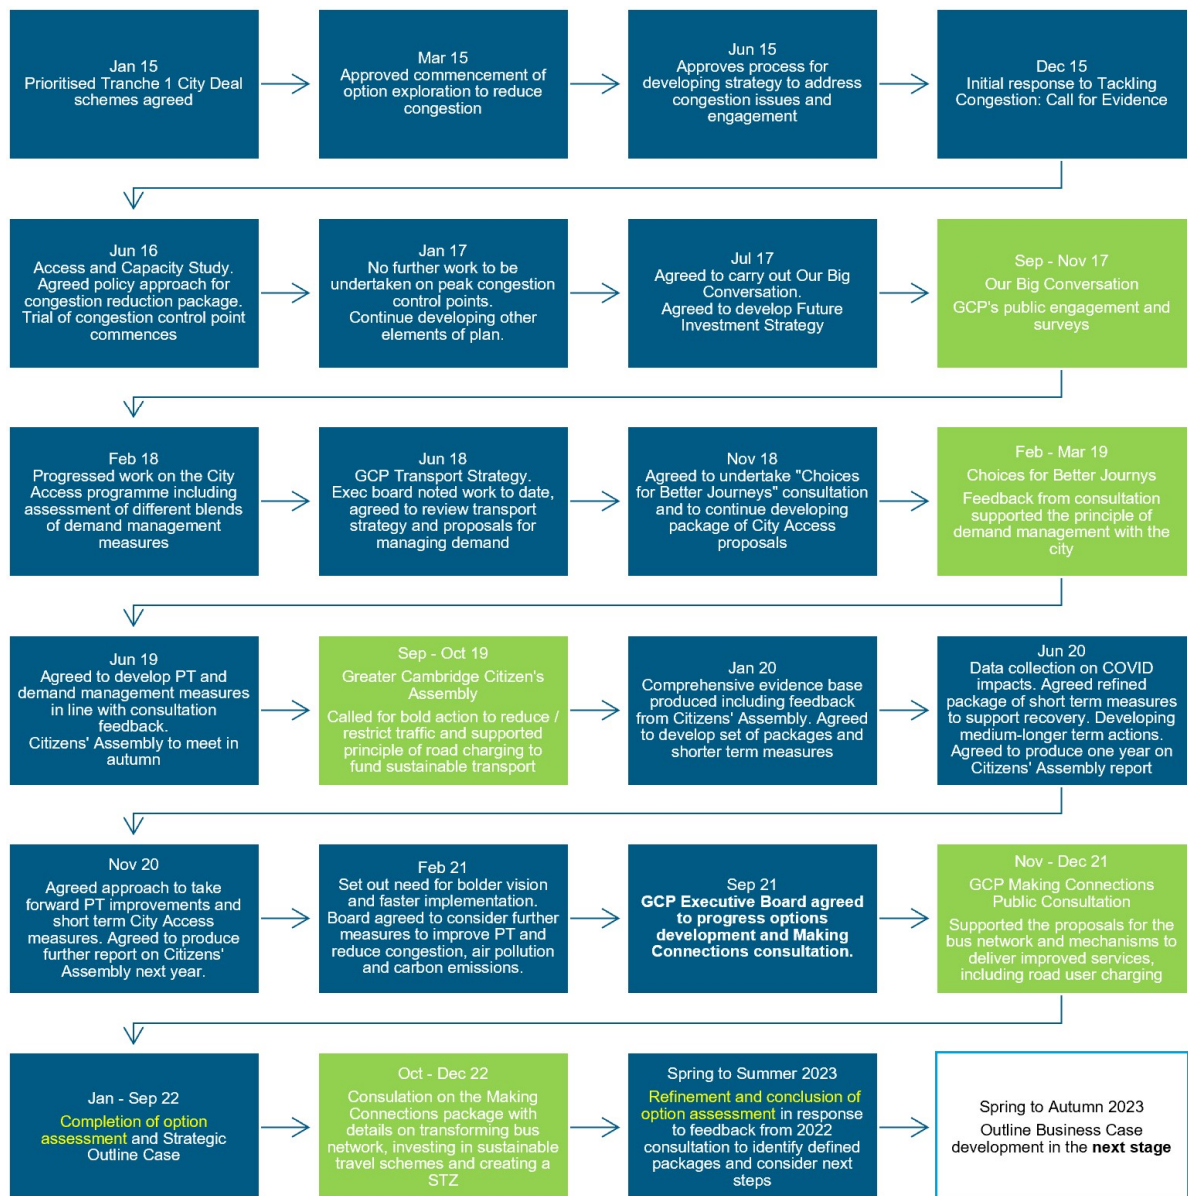 Jan 15
Prioritised Tranche 1 City Deal
schemes agreed
Mar 15
Approved commencement of
option exploration to reduce
congestion
Jun 15
Approves process for
developing strategy to address
congestion issues and
engagement
Dec 15
Initial response to Tackling
Congestion: Call for Evidence
Jun 16
Access and Capacity Study.
Agreed policy approach for
congestion reduction package.
Trial of congestion control point
commences
Jan 17
No further work to be
undertaken on peak congestion
control points.
Continue developing other
elements of plan.
Jul 17
Agreed to carry out Our Big
Conversation.
Agreed to develop Future
Investment Strategy
Sep - Nov 17
Our Big Conversation
GCP's public engagement and
surveys
Feb 18
Progressed work on the City
Access programme including
assessment of different blends
of demand management
measures
Jun 18
GCP Transport Strategy.
Exec board noted work to date,
agreed to review transport
strategy and proposals for
managing demand
Nov 18
Agreed to undertake "Choices
for Better Journeys" consultation
and to continue developing
package of City Access
proposals
Feb - Mar 19
Choices for Better Journys
Feedback from consultation
supported the principle of
demand management with the
city
Jun 19
Agreed to develop PT and
demand management measures
in line with consultation
feedback.
Citizens' Assembly to meet in
autumn
Sep - Oct 19
Greater Cambridge Citizen's
Assembly
Called for bold action to reduce /
restrict traffic and supported
principle of road charging to
fund sustainable transport
Jan 20
Comprehensive evidence base
produced including feedback
from Citizens' Assembly. Agreed
to develop set of packages and
shorter term measures
Jun 20
Data collection on COVID
impacts. Agreed refined
package of short term measures
to support recovery. Developing
medium-longer term actions.
Agreed to produce one year on
Citizens' Assembly report
Nov 20
Agreed approach to take
forward PT improvements and
short term City Access
measures. Agreed to produce
further report on Citizens'
Assembly next year.
Feb 21
Set out need for bolder vision
and faster implementation.
Board agreed to consider further
measures to improve PT and
reduce congestion, air pollution
and carbon emissions.
Sep 21
GCP Executive Board agreed
to progress options
development and Making
Connections consultation.
Nov - Dec 21
GCP Making Connections
Public Consultation
Supported the proposals for the
bus network and mechanisms to
deliver improved services,
including road user charging
Jan - Sep 22
Completion of option
assessment and Strategic
Outline Case
Oct - Dec 22
Consulation on the Making
Connections package with
details on transforming bus
network, investing in sustainable
travel schemes and creating a
STZ
Spring to Summer 2023
Refinement and conclusion of
option assessment in response
to feedback from 2022
consultation to identify defined
packages and consider next
steps
Spring to Autumn 2023
Outline Business Case
development in the next stage